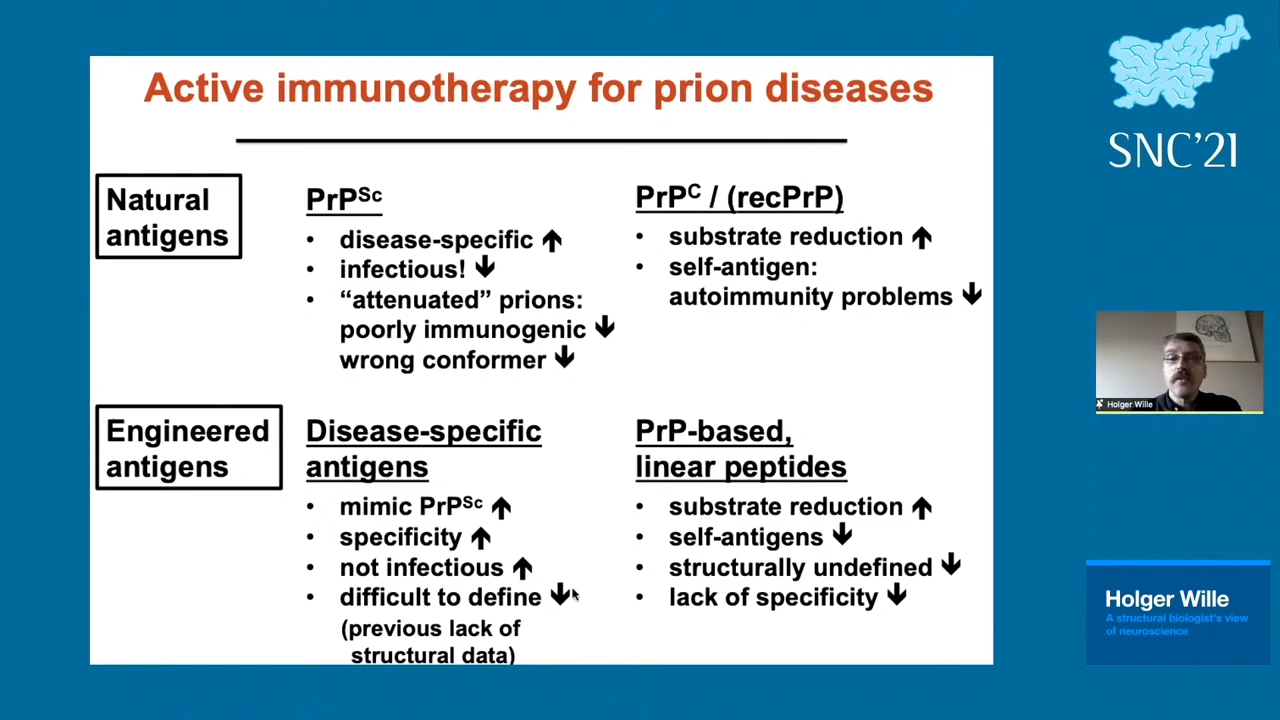 Active immunotherapy for prion diseases
Natural
antigens
PrPSc
• disease-specific ↑
• infectious! ↓
• “attenuated” prions:
poorly immunogenic ↓
wrong conformer ↓
PrPC / (recPrP)
• substrate reduction ↑
• self-antigen:
autoimmunity problems ↓
Engineered
antigens
Disease-specific
antigens
• mimic PrPSc ↑
• specificity ↑
• not infectious ↑
• difficult to define ↓
(previous lack of
structural data)
PrP-based,
linear peptides
• substrate reduction ↑
• self-antigens ↓
• structurally undefined ↓
• lack of specificity ↓
SNC’21
Holger Wille
Holger Wille
A structural biologist's view
of neuroscience